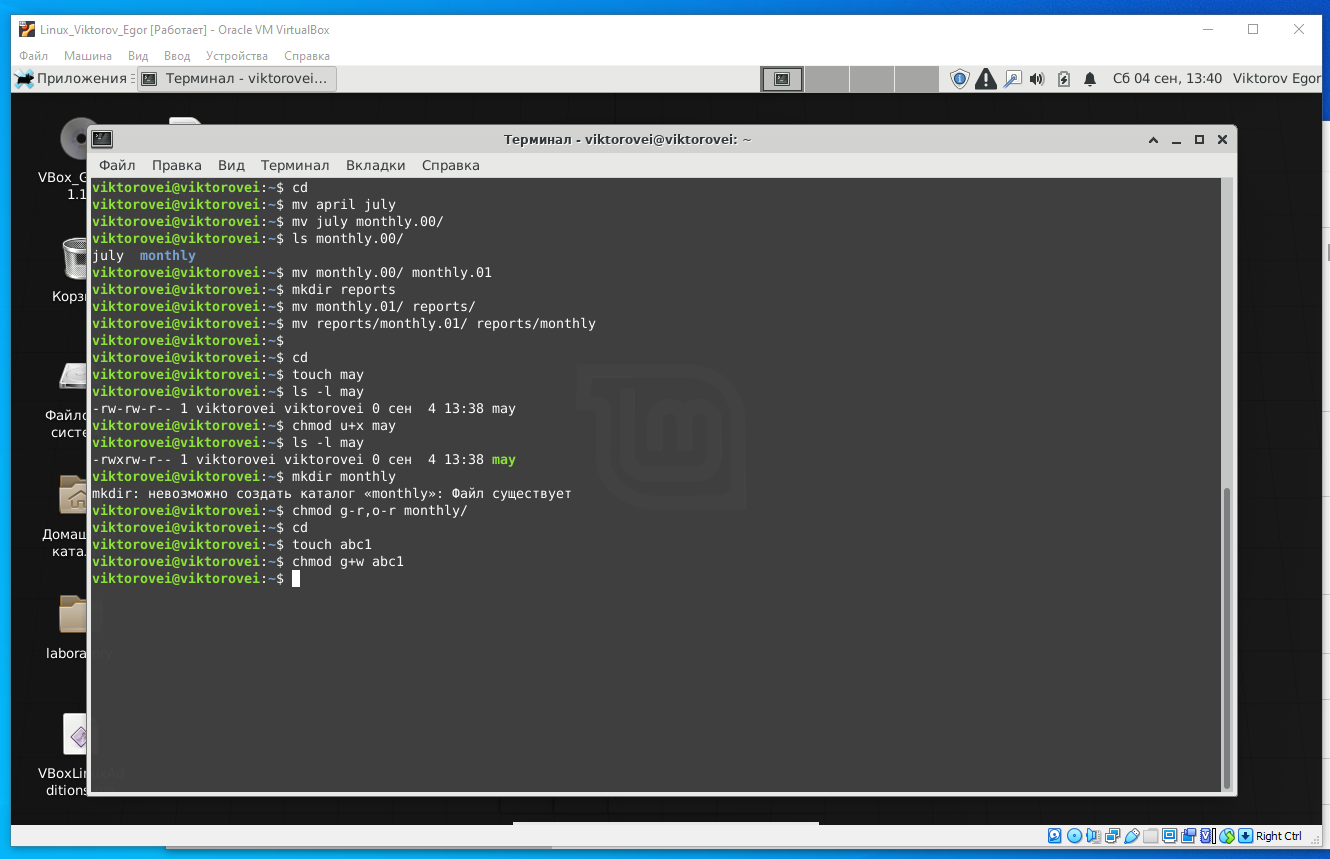 Linux_Viktorov_Egor [Работает] - Oracle VM VirtualBox
Файл Машина Вид Ввод Устройства Справка
Приложения Терминал - viktorovei... Сб 04 сен, 13:40 Viktorov Egor
Терминал - viktorovei@viktorovei: ~
Файл Правка Вид Терминал Вкладки Справка
viktorovei@viktorovei:~$ cd
viktorovei@viktorovei:~$ mv april july
viktorovei@viktorovei:~$ mv july monthly.00/
viktorovei@viktorovei:~$ ls monthly.00/
july  monthly
viktorovei@viktorovei:~$ mv monthly.00/ monthly.01
viktorovei@viktorovei:~$ mkdir reports
viktorovei@viktorovei:~$ mv monthly.01/ reports/
viktorovei@viktorovei:~$ mv reports/monthly.01/ reports/monthly
viktorovei@viktorovei:~$
viktorovei@viktorovei:~$ cd
viktorovei@viktorovei:~$ touch may
viktorovei@viktorovei:~$ ls -l may
-rw-rw-r-- 1 viktorovei viktorovei 0 сен  4 13:38 may
viktorovei@viktorovei:~$ chmod u+x may
viktorovei@viktorovei:~$ ls -l may
-rwxrw-r-- 1 viktorovei viktorovei 0 сен  4 13:38 may
viktorovei@viktorovei:~$ mkdir monthly
mkdir: невозможно создать каталог «monthly»: Файл существует
viktorovei@viktorovei:~$ chmod g-r,o-r monthly/
viktorovei@viktorovei:~$ cd
viktorovei@viktorovei:~$ touch abc1
viktorovei@viktorovei:~$ chmod g+w abc1
viktorovei@viktorovei:~$
VBox_G
1.1
Корзи
Файло
систе
Домаш
ката
labora
VBoxLin
ditions
Right Ctrl